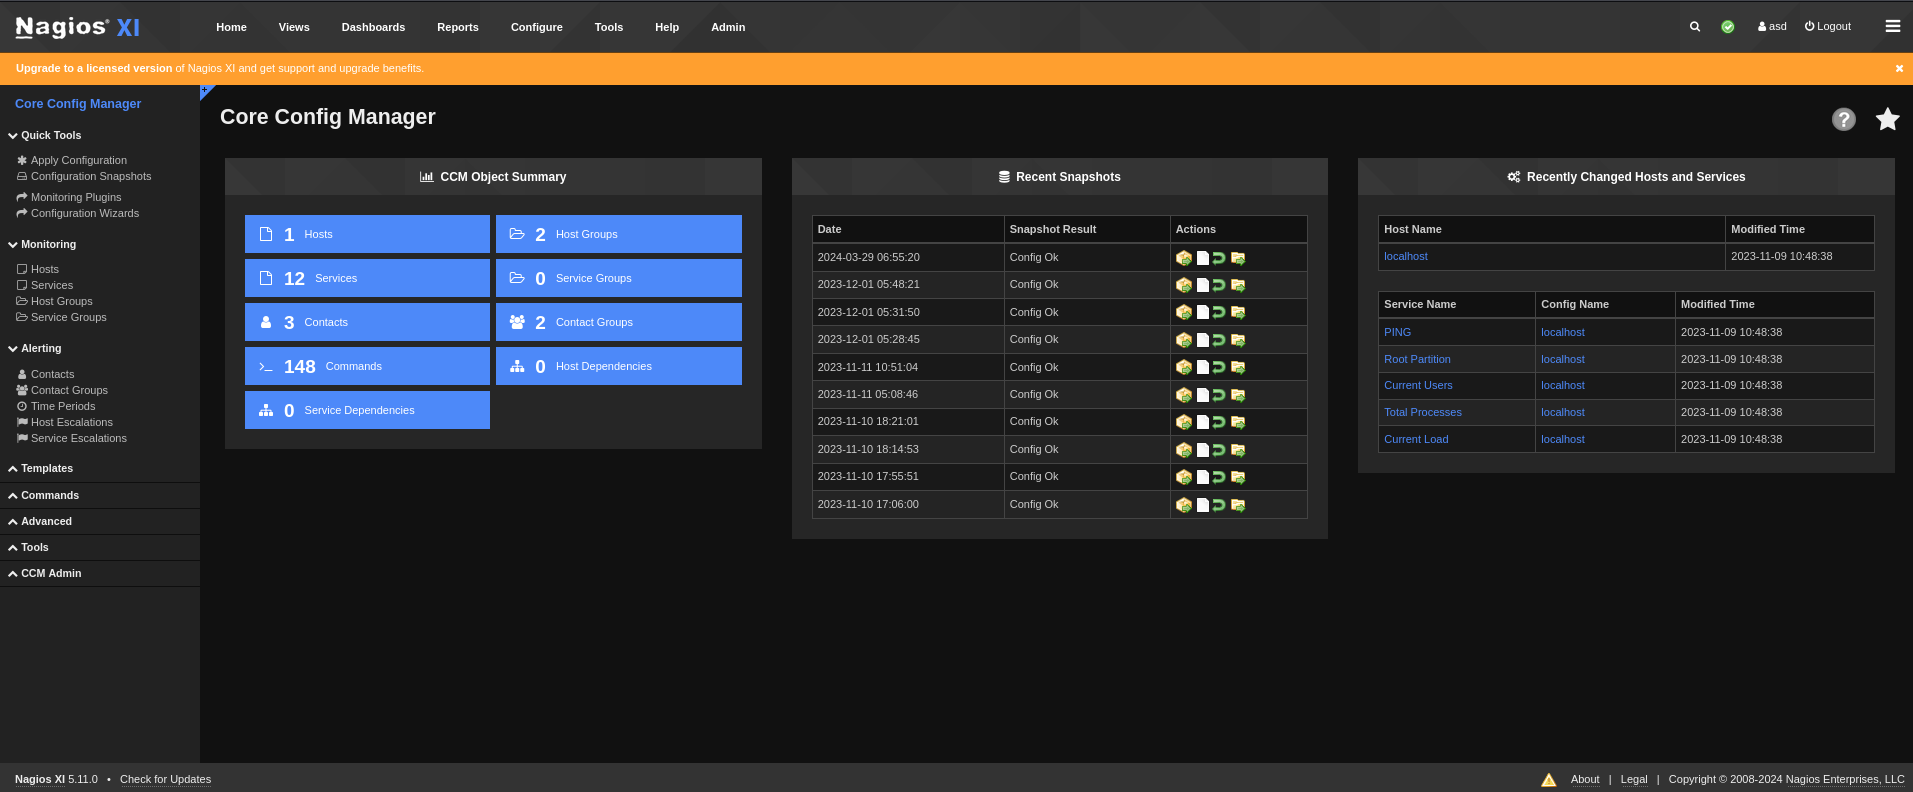 Nagios® XI
Home Views Dashboards Reports Configure Tools Help Admin
asd Logout
Upgrade to a licensed version of Nagios XI and get support and upgrade benefits.
Core Config Manager
Quick Tools
Apply Configuration
Configuration Snapshots
Monitoring Plugins
Configuration Wizards
Monitoring
Hosts
Services
Host Groups
Service Groups
Alerting
Contacts
Contact Groups
Time Periods
Host Escalations
Service Escalations
Templates
Commands
Advanced
Tools
CCM Admin
Core Config Manager
CCM Object Summary
1 Hosts
2 Host Groups
12 Services
0 Service Groups
3 Contacts
2 Contact Groups
148 Commands
0 Host Dependencies
0 Service Dependencies
Recent Snapshots
Date Snapshot Result Actions
2024-03-29 06:55:20 Config Ok
2023-12-01 05:48:21 Config Ok
2023-12-01 05:31:50 Config Ok
2023-12-01 05:28:45 Config Ok
2023-11-11 10:51:04 Config Ok
2023-11-11 05:08:46 Config Ok
2023-11-10 18:21:01 Config Ok
2023-11-10 18:14:53 Config Ok
2023-11-10 17:55:51 Config Ok
2023-11-10 17:06:00 Config Ok
Recently Changed Hosts and Services
Host Name Modified Time
localhost 2023-11-09 10:48:38
Service Name Config Name Modified Time
PING localhost 2023-11-09 10:48:38
Root Partition localhost 2023-11-09 10:48:38
Current Users localhost 2023-11-09 10:48:38
Total Processes localhost 2023-11-09 10:48:38
Current Load localhost 2023-11-09 10:48:38
Nagios XI 5.11.0 • Check for Updates
About | Legal | Copyright © 2008-2024 Nagios Enterprises, LLC